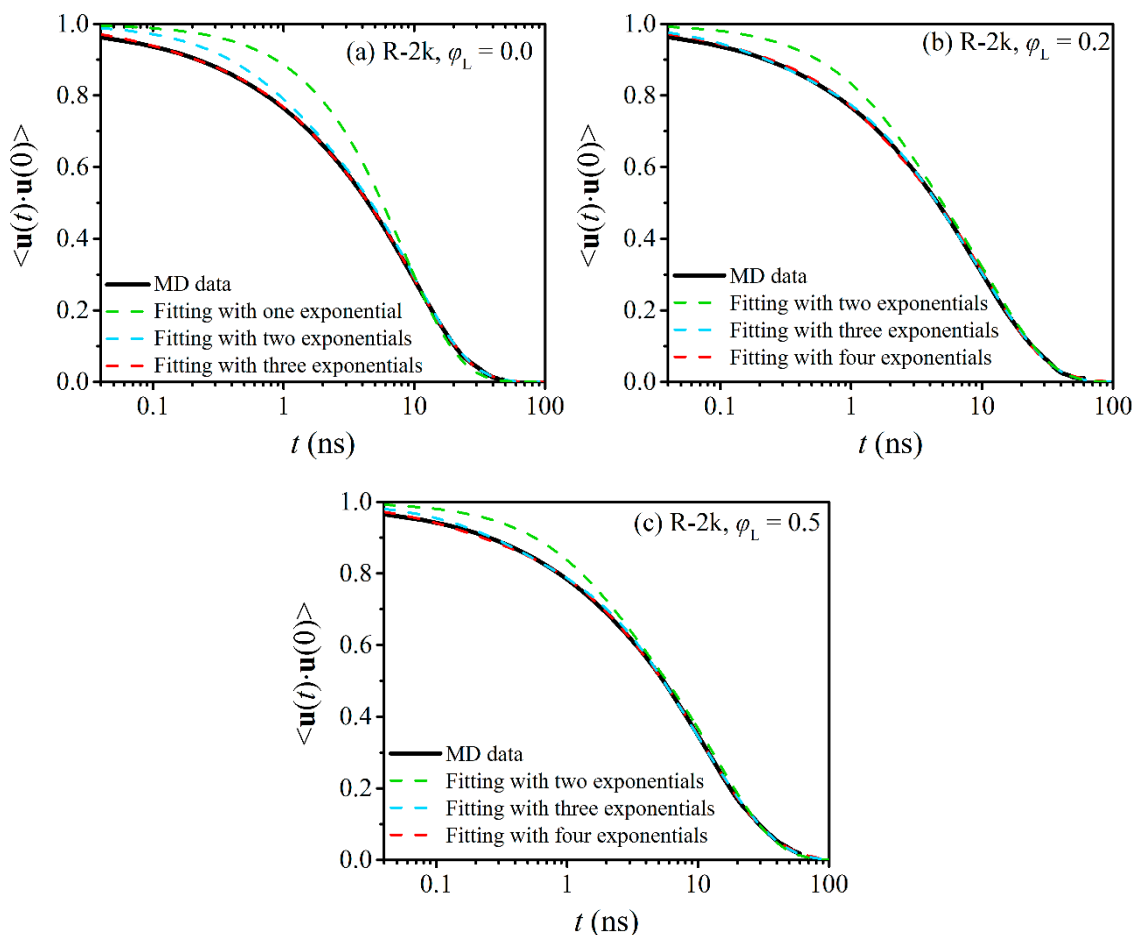 (a) R-2k, φL = 0.0
1.0
0.8
0.6
0.4
0.2
0.0
<u(t)·u(0)>
MD data
Fitting with one exponential
Fitting with two exponentials
Fitting with three exponentials
0.1 1 10 100
t (ns)
(b) R-2k, φL = 0.2
1.0
0.8
0.6
0.4
0.2
0.0
<u(t)·u(0)>
MD data
Fitting with two exponentials
Fitting with three exponentials
Fitting with four exponentials
0.1 1 10 100
t (ns)
(c) R-2k, φL = 0.5
1.0
0.8
0.6
0.4
0.2
0.0
<u(t)·u(0)>
MD data
Fitting with two exponentials
Fitting with three exponentials
Fitting with four exponentials
0.1 1 10 100
t (ns)